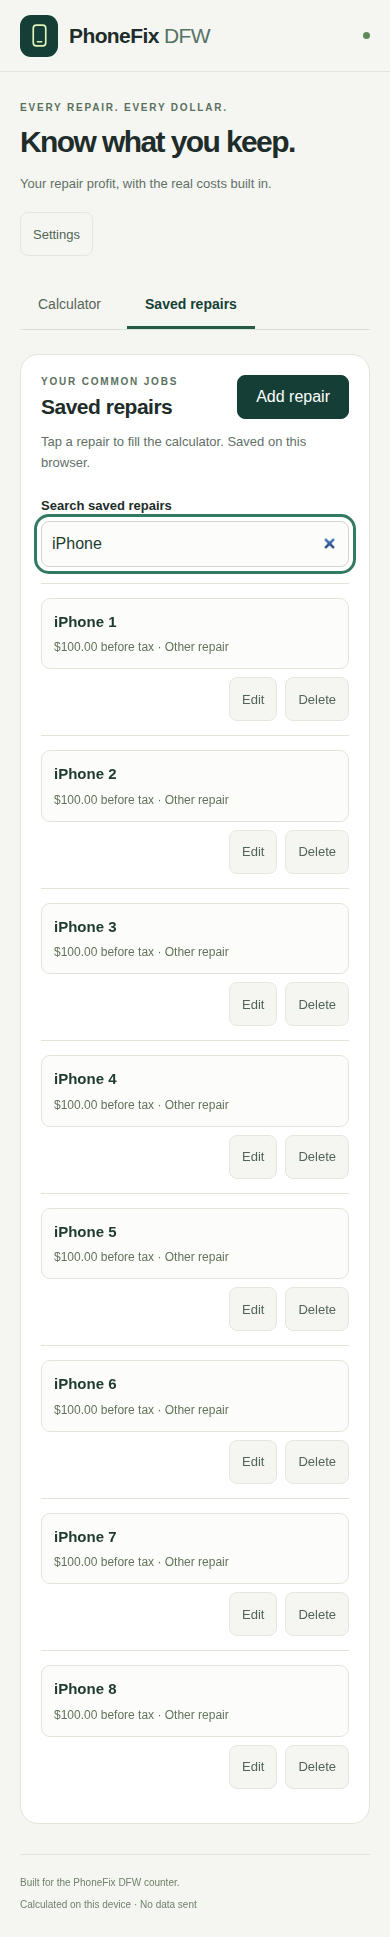 PhoneFix DFW
EVERY REPAIR. EVERY DOLLAR.
Know what you keep.
Your repair profit, with the real costs built in.
Settings
Calculator
Saved repairs
YOUR COMMON JOBS
Saved repairs
Add repair
Tap a repair to fill the calculator. Saved on this
browser.
Search saved repairs
iPhone
iPhone 1
$100.00 before tax · Other repair
Edit
Delete
iPhone 2
$100.00 before tax · Other repair
Edit
Delete
iPhone 3
$100.00 before tax · Other repair
Edit
Delete
iPhone 4
$100.00 before tax · Other repair
Edit
Delete
iPhone 5
$100.00 before tax · Other repair
Edit
Delete
iPhone 6
$100.00 before tax · Other repair
Edit
Delete
iPhone 7
$100.00 before tax · Other repair
Edit
Delete
iPhone 8
$100.00 before tax · Other repair
Edit
Delete
Built for the PhoneFix DFW counter.
Calculated on this device · No data sent